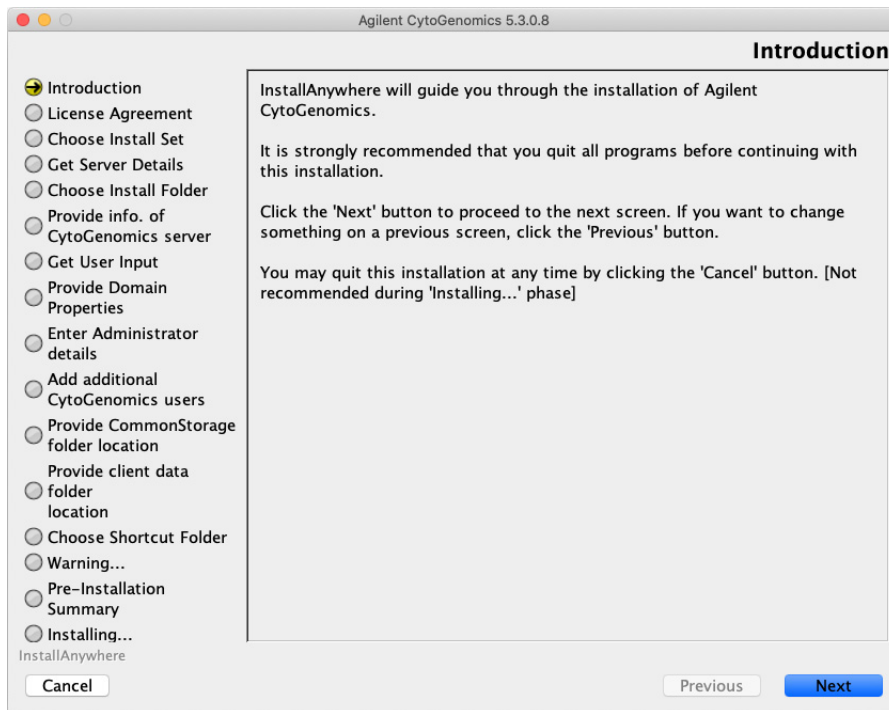 Agilent CytoGenomics 5.3.0.8
Introduction
Introduction
License Agreement
Choose Install Set
Get Server Details
Choose Install Folder
Provide info. of
CytoGenomics server
Get User Input
Provide Domain
Properties
Enter Administrator
details
Add additional
CytoGenomics users
Provide CommonStorage
folder location
Provide client data
folder
location
Choose Shortcut Folder
Warning...
Pre-Installation
Summary
Installing...
InstallAnywhere will guide you through the installation of Agilent
CytoGenomics.
It is strongly recommended that you quit all programs before continuing with
this installation.
Click the 'Next' button to proceed to the next screen. If you want to change
something on a previous screen, click the 'Previous' button.
You may quit this installation at any time by clicking the 'Cancel' button. [Not
recommended during 'Installing...' phase]
InstallAnywhere
Cancel
Previous
Next